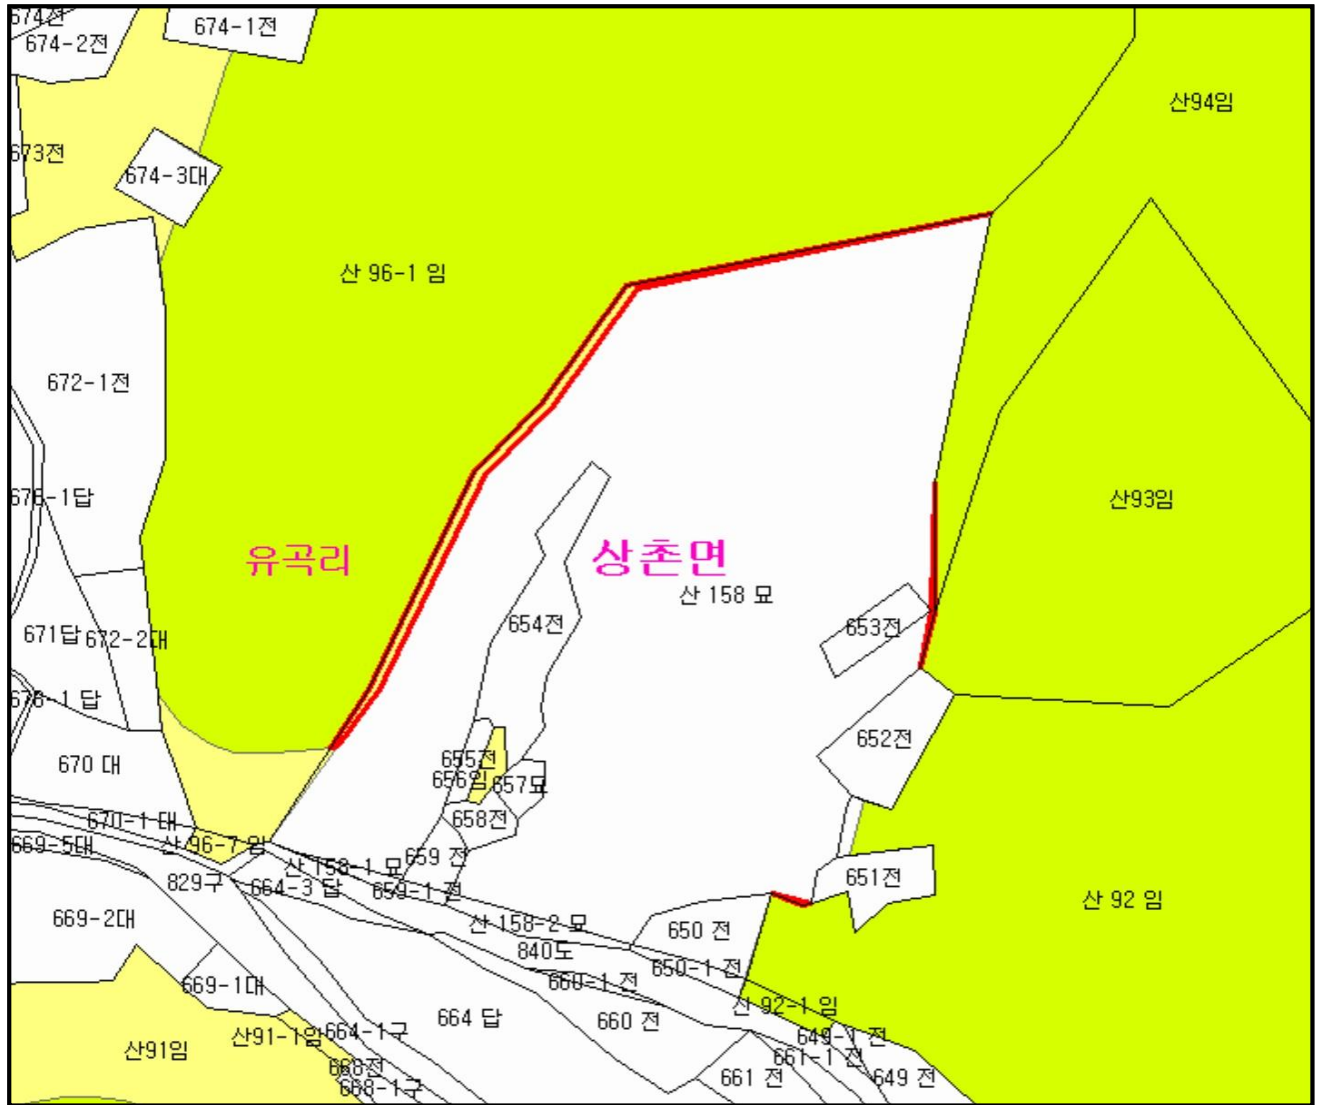 674전
674-1전
674-2전
산94임
673전
674-3대
산 96-1 임
672-1전
676-1답
산93임
유곡리
상촌면
산 158 묘
654전
653전
671답
672-2대
676-1 답
652전
655전
670 대
656임
657묘
658전
670-1 대
산 96-7 임
669-5대
산 158-1 묘
659 전
829구
664-3 답
659-1 전
651전
산 92 임
669-2대
산 158-2 묘
650 전
840도
650-1 전
669-1대
660-1 전
산 92-1 임
664 답
660 전
산91임
산91-1임
664-1구
649-1 전
661-1 전
668전
668-1구
661 전
649 전